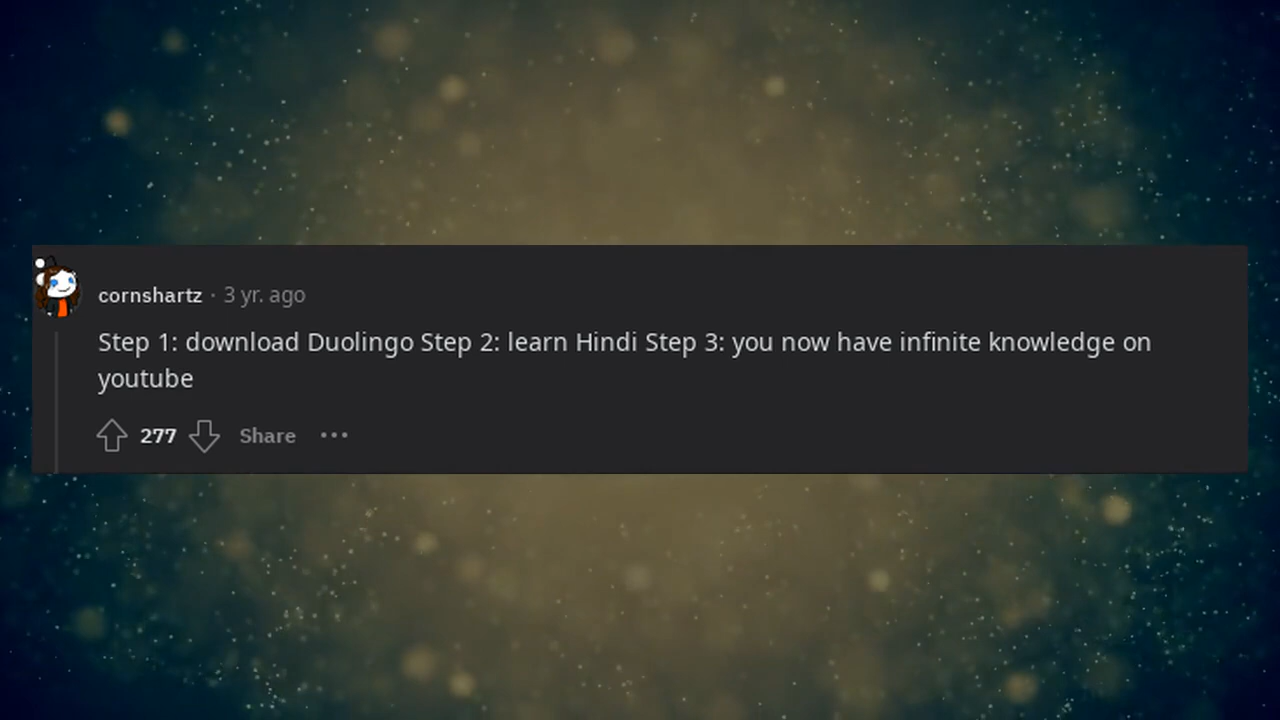 cornshartz · 3 yr. ago
Step 1: download Duolingo Step 2: learn Hindi Step 3: you now have infinite knowledge on
youtube
277 Share